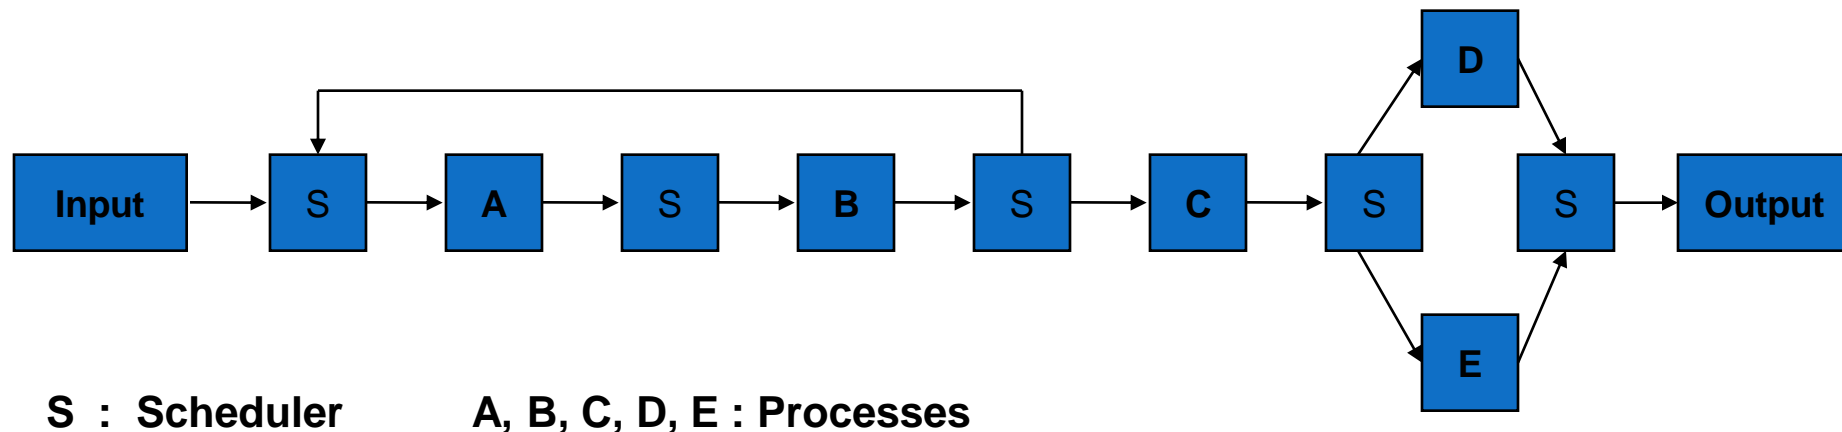 D
Input S A S B S C S S Output
E
S : Scheduler A, B, C, D, E : Processes